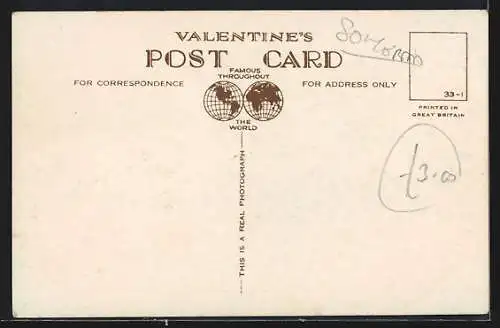 VALENTINE'S
POST CARD
FAMOUS
THROUGHOUT
FOR CORRESPONDENCE
FOR ADDRESS ONLY
THE
WORLD
33-1
PRINTED IN
GREAT BRITAIN
£3.00
THIS IS A REAL PHOTOGRAPH